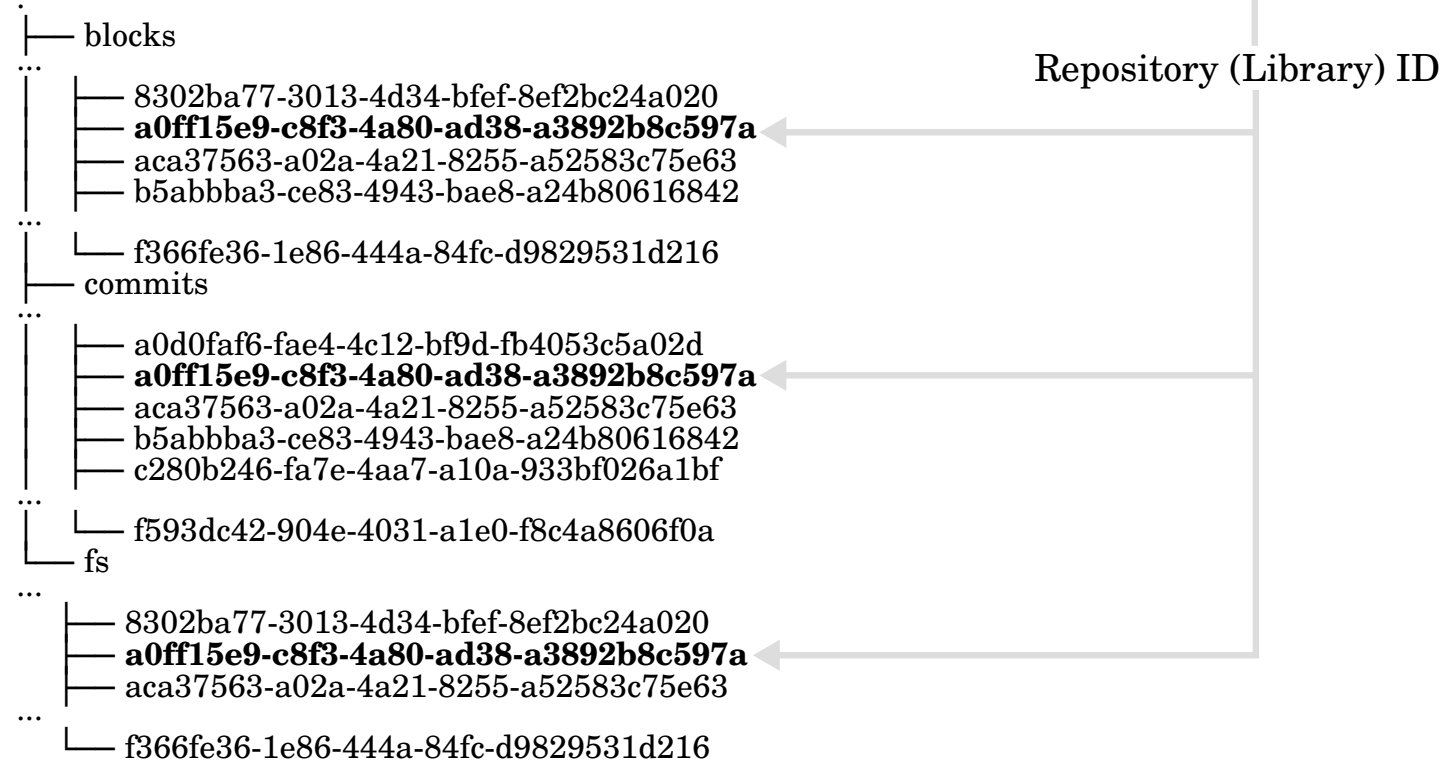 .
blocks
...
Repository (Library) ID
8302ba77-3013-4d34-bfef-8ef2bc24a020
a0ff15e9-c8f3-4a80-ad38-a3892b8c597a
aca37563-a02a-4a21-8255-a52583c75e63
b5abbba3-ce83-4943-bae8-a24b80616842
...
f366fe36-1e86-444a-84fc-d9829531d216
commits
...
a0d0faf6-fae4-4c12-bf9d-fb4053c5a02d
a0ff15e9-c8f3-4a80-ad38-a3892b8c597a
aca37563-a02a-4a21-8255-a52583c75e63
b5abbba3-ce83-4943-bae8-a24b80616842
c280b246-fa7e-4aa7-a10a-933bf026a1bf
...
f593dc42-904e-4031-a1e0-f8c4a8606f0a
fs
...
8302ba77-3013-4d34-bfef-8ef2bc24a020
a0ff15e9-c8f3-4a80-ad38-a3892b8c597a
aca37563-a02a-4a21-8255-a52583c75e63
...
f366fe36-1e86-444a-84fc-d9829531d216